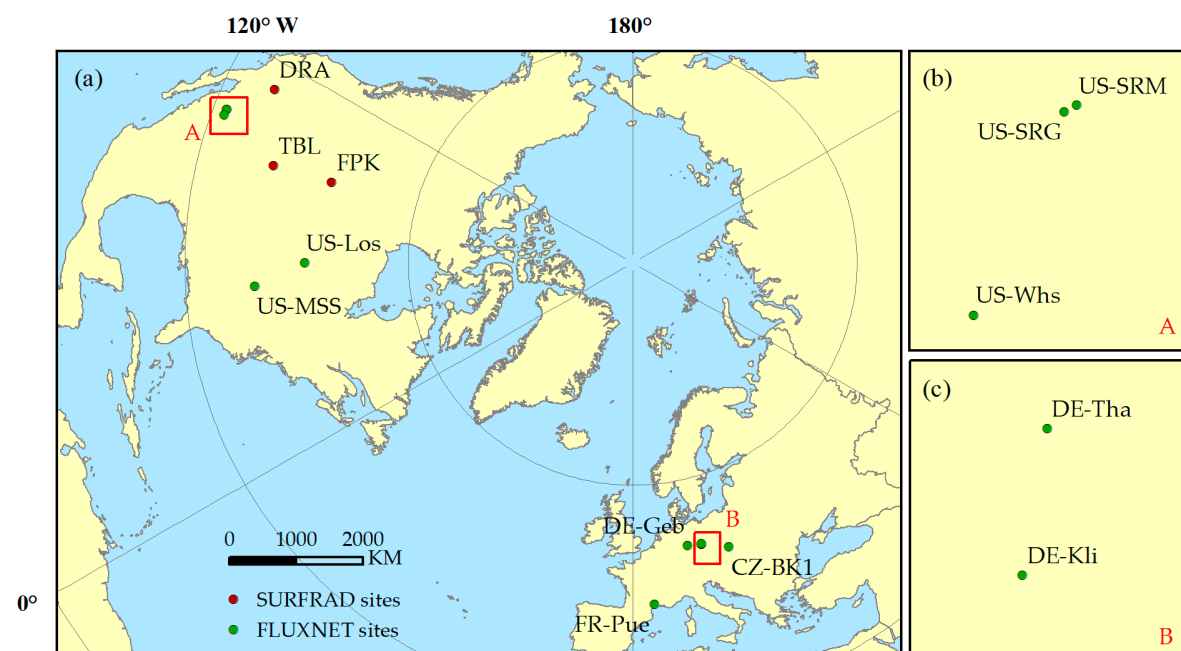 120° W
180°
(a)
DRA
A
TBL
FPK
US-Los
US-MSS
DE-Geb
B
CZ-BK1
FR-Pue
0
1000
2000
KM
SURFRAD sites
FLUXNET sites
0°
(b)
US-SRM
US-SRG
US-Whs
A
(c)
DE-Tha
DE-Kli
B